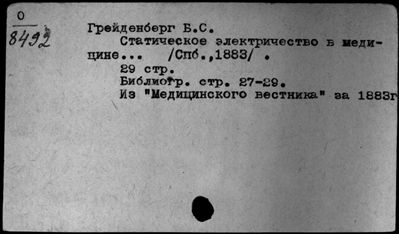 О
8492
Грейденберг Б.С.
Статическое электричество в меди-
цине... /Спб.,1883/ .
29 стр.
Библиогр. стр. 27-29.
Из "Медицинского вестника" за 1883г